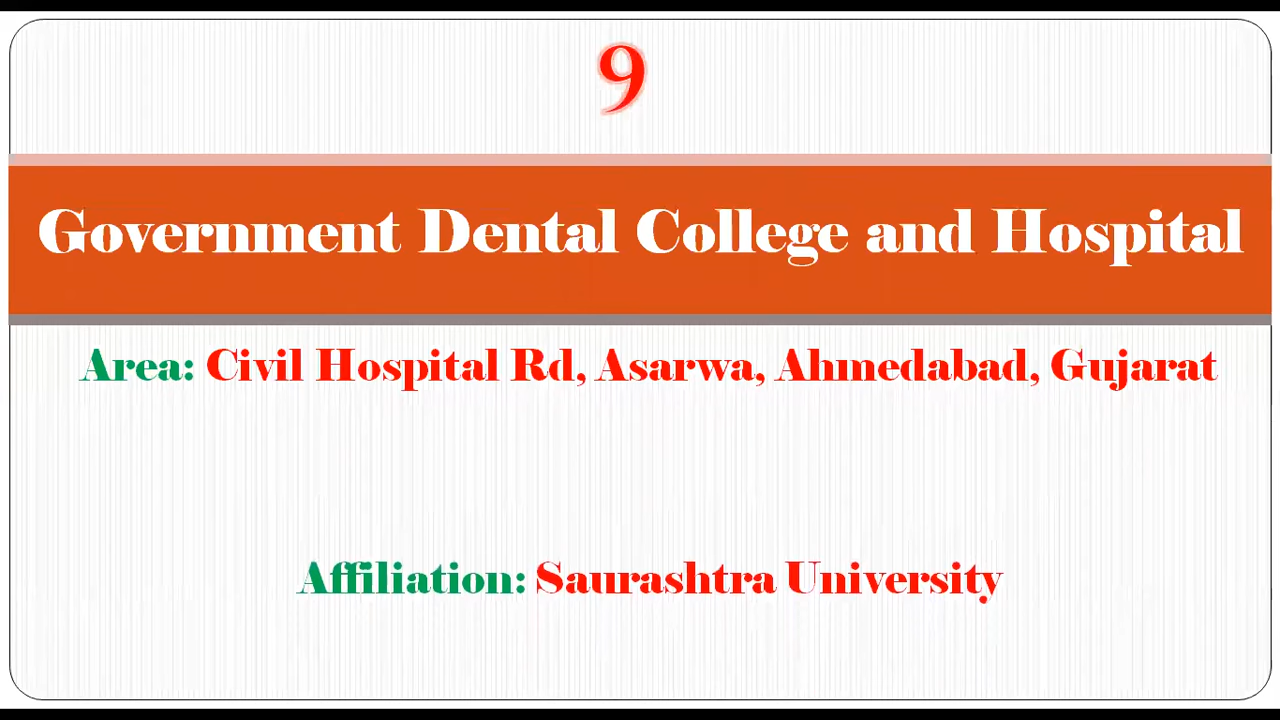 9
Government Dental College and Hospital
Area: Civil Hospital Rd, Asarwa, Ahmedabad, Gujarat
Affiliation: Saurashtra University